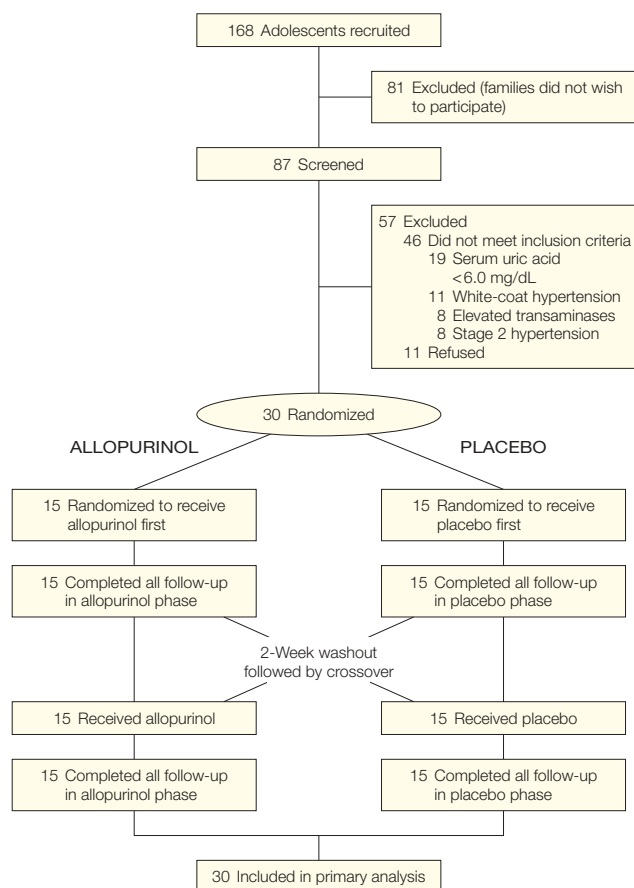 168 Adolescents recruited
81 Excluded (families did not wish
to participate)
87 Screened
57 Excluded
46 Did not meet inclusion criteria
19 Serum uric acid
<6.0 mg/dL
11 White-coat hypertension
8 Elevated transaminases
8 Stage 2 hypertension
11 Refused
30 Randomized
ALLOPURINOL
PLACEBO
15 Randomized to receive
allopurinol first
15 Randomized to receive
placebo first
15 Completed all follow-up
in allopurinol phase
15 Completed all follow-up
in placebo phase
2-Week washout
followed by crossover
15 Received allopurinol
15 Received placebo
15 Completed all follow-up
in allopurinol phase
15 Completed all follow-up
in placebo phase
30 Included in primary analysis